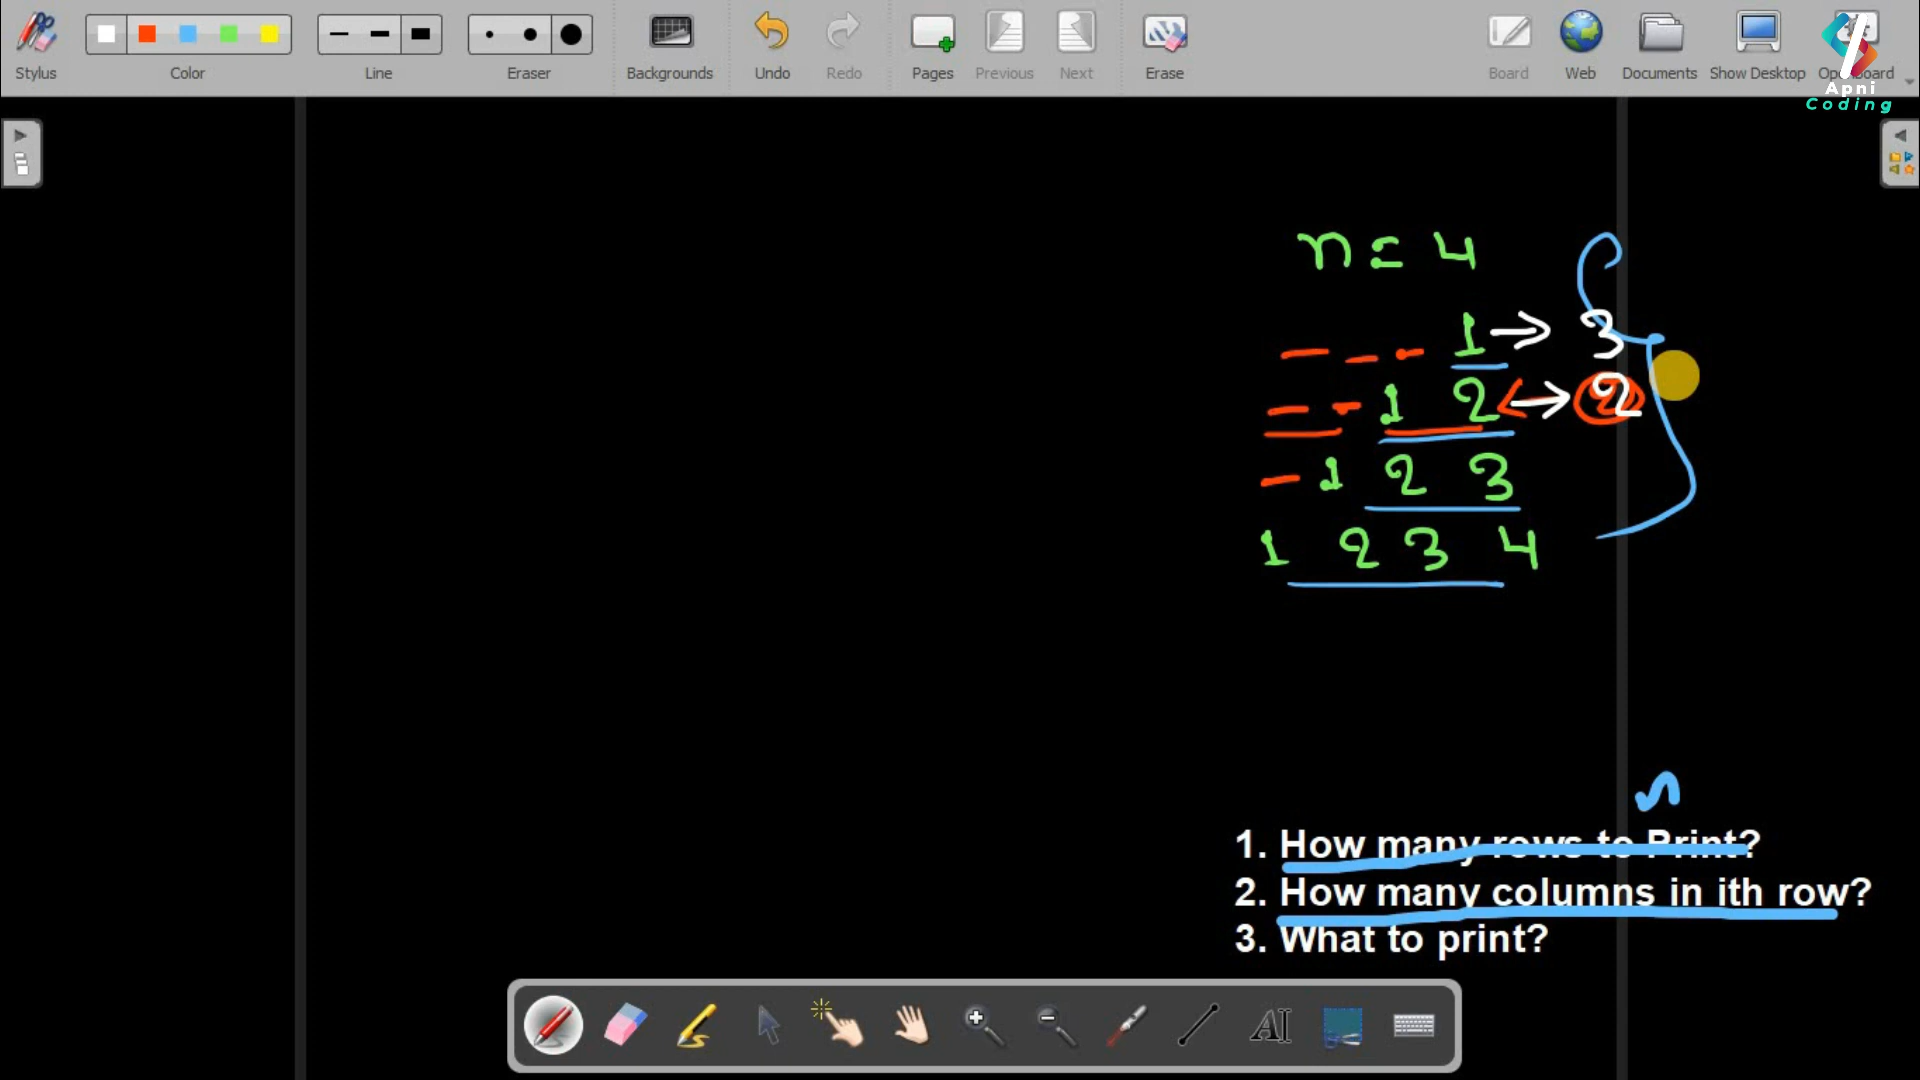 Stylus
Color
Line
Eraser
Backgrounds
Undo
Redo
Pages
Previous
Next
Erase
Board
Web
Documents
Show Desktop
Apni
Coding
n = 4
_ _ _ 1 → 3
_ _ 1 2 → 2
_ 1 2 3
1 2 3 4
n
1. How many rows to Print?
2. How many columns in ith row?
3. What to print?
AI